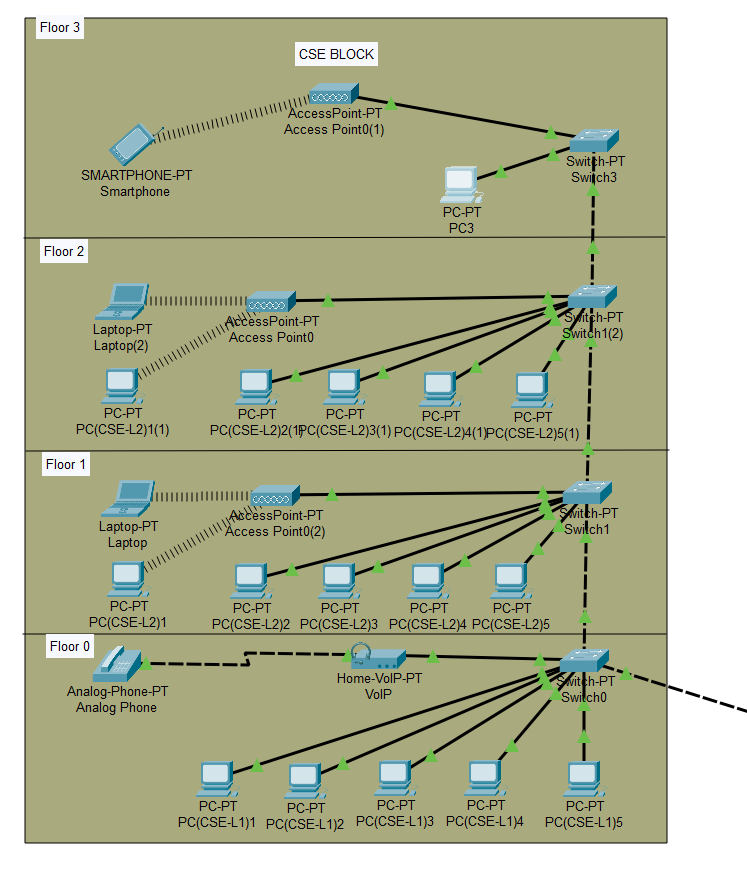 Floor 3
CSE BLOCK
AccessPoint-PT
Access Point0(1)
SMARTPHONE-PT
Smartphone
Switch-PT
Switch3
PC-PT
PC3
Floor 2
Laptop-PT
Laptop(2)
AccessPoint-PT
Access Point0
Switch-PT
Switch1(2)
PC-PT
PC(CSE-L2)1(1)
PC-PT
PC(CSE-L2)2(1)
PC-PT
PC(CSE-L2)3(1)
PC-PT
PC(CSE-L2)4(1)
PC-PT
PC(CSE-L2)5(1)
Floor 1
Laptop-PT
Laptop
AccessPoint-PT
Access Point0(2)
Switch-PT
Switch1
PC-PT
PC(CSE-L2)1
PC-PT
PC(CSE-L2)2
PC-PT
PC(CSE-L2)3
PC-PT
PC(CSE-L2)4
PC-PT
PC(CSE-L2)5
Floor 0
Analog-Phone-PT
Analog Phone
Home-VoIP-PT
VoIP
Switch-PT
Switch0
PC-PT
PC(CSE-L1)1
PC-PT
PC(CSE-L1)2
PC-PT
PC(CSE-L1)3
PC-PT
PC(CSE-L1)4
PC-PT
PC(CSE-L1)5